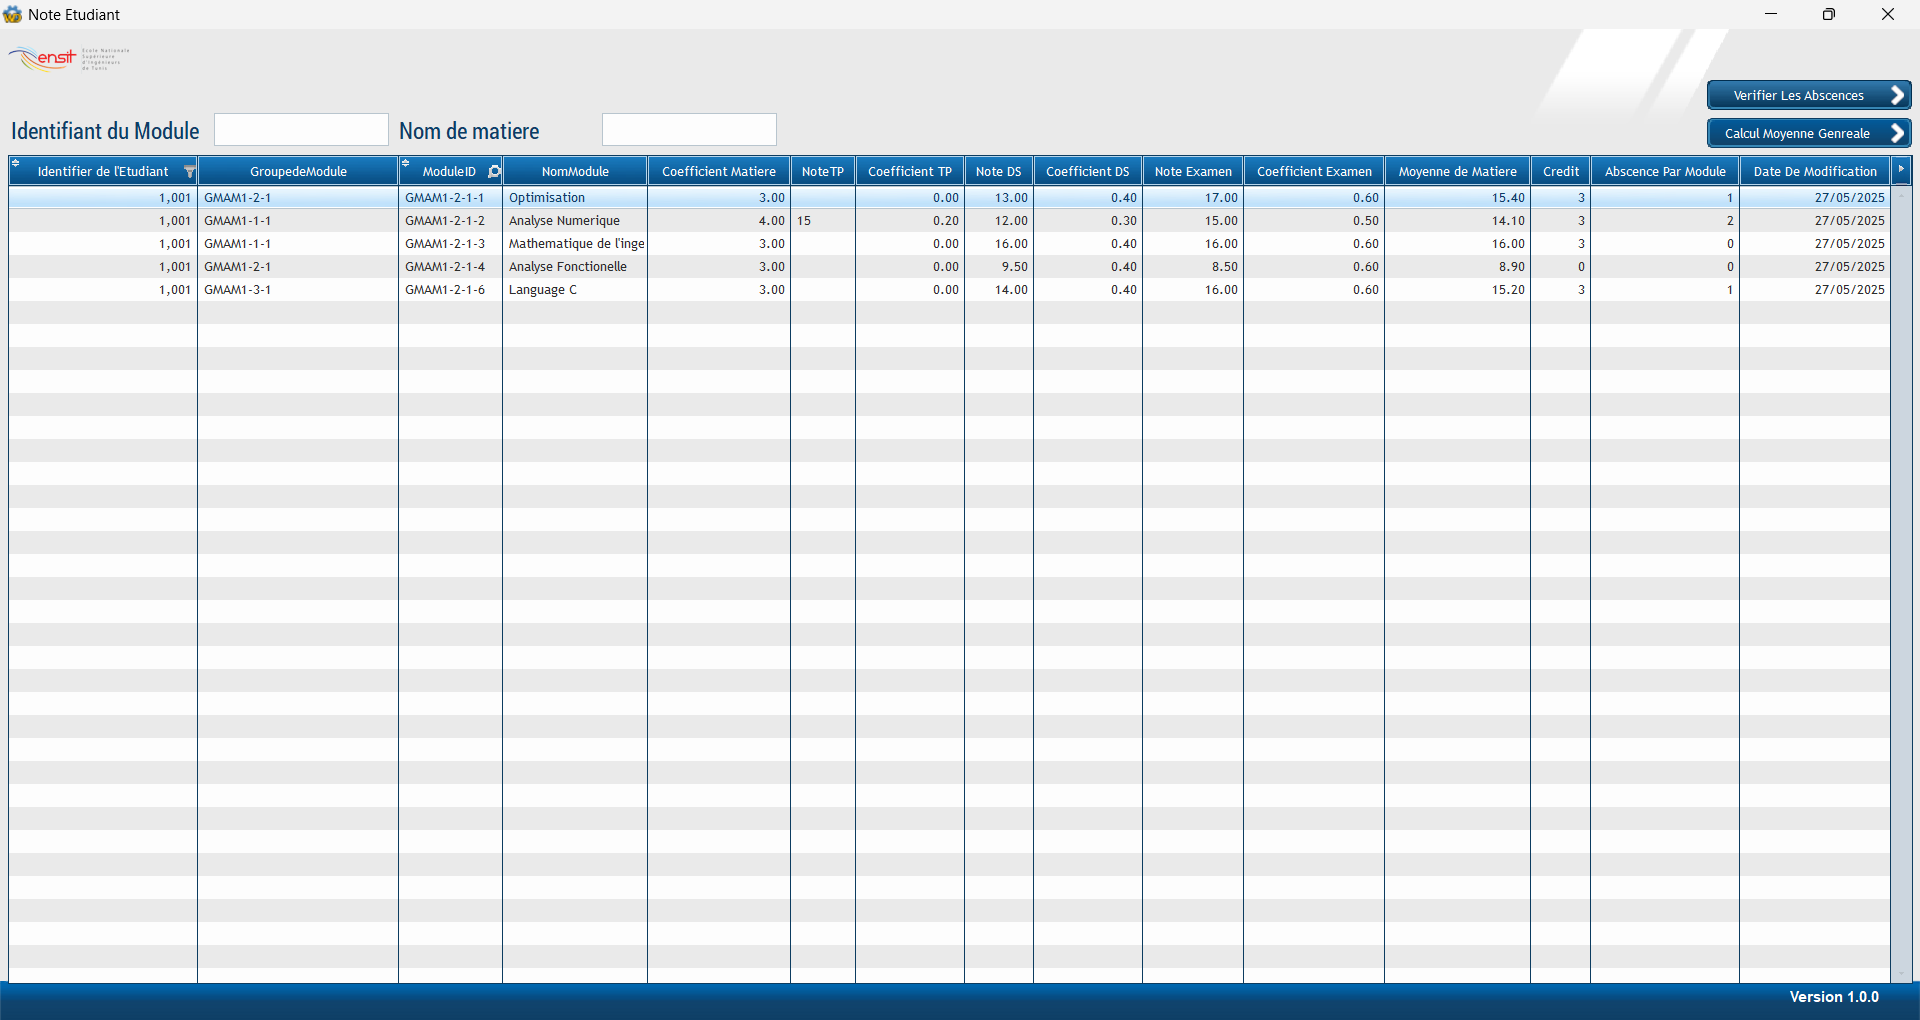 Note Etudiant
ensit
École Nationale
Supérieure
d'Ingénieurs
de Tunis
Verifier Les Abscences
Calcul Moyenne Genreale
Identifiant du Module Nom de matiere
Identifier de l'Etudiant GroupedeModule ModuleID NomModule Coefficient Matiere NoteTP Coefficient TP Note DS Coefficient DS Note Examen Coefficient Examen Moyenne de Matiere Credit Abscence Par Module Date De Modification
1,001 GMAM1-2-1 GMAM1-2-1-1 Optimisation 3.00 0.00 13.00 0.40 17.00 0.60 15.40 3 1 27/05/2025
1,001 GMAM1-1-1 GMAM1-2-1-2 Analyse Numerique 4.00 15 0.20 12.00 0.30 15.00 0.50 14.10 3 2 27/05/2025
1,001 GMAM1-1-1 GMAM1-2-1-3 Mathematique de l'inge 3.00 0.00 16.00 0.40 16.00 0.60 16.00 3 0 27/05/2025
1,001 GMAM1-2-1 GMAM1-2-1-4 Analyse Fonctionelle 3.00 0.00 9.50 0.40 8.50 0.60 8.90 0 0 27/05/2025
1,001 GMAM1-3-1 GMAM1-2-1-6 Language C 3.00 0.00 14.00 0.40 16.00 0.60 15.20 3 1 27/05/2025
Version 1.0.0